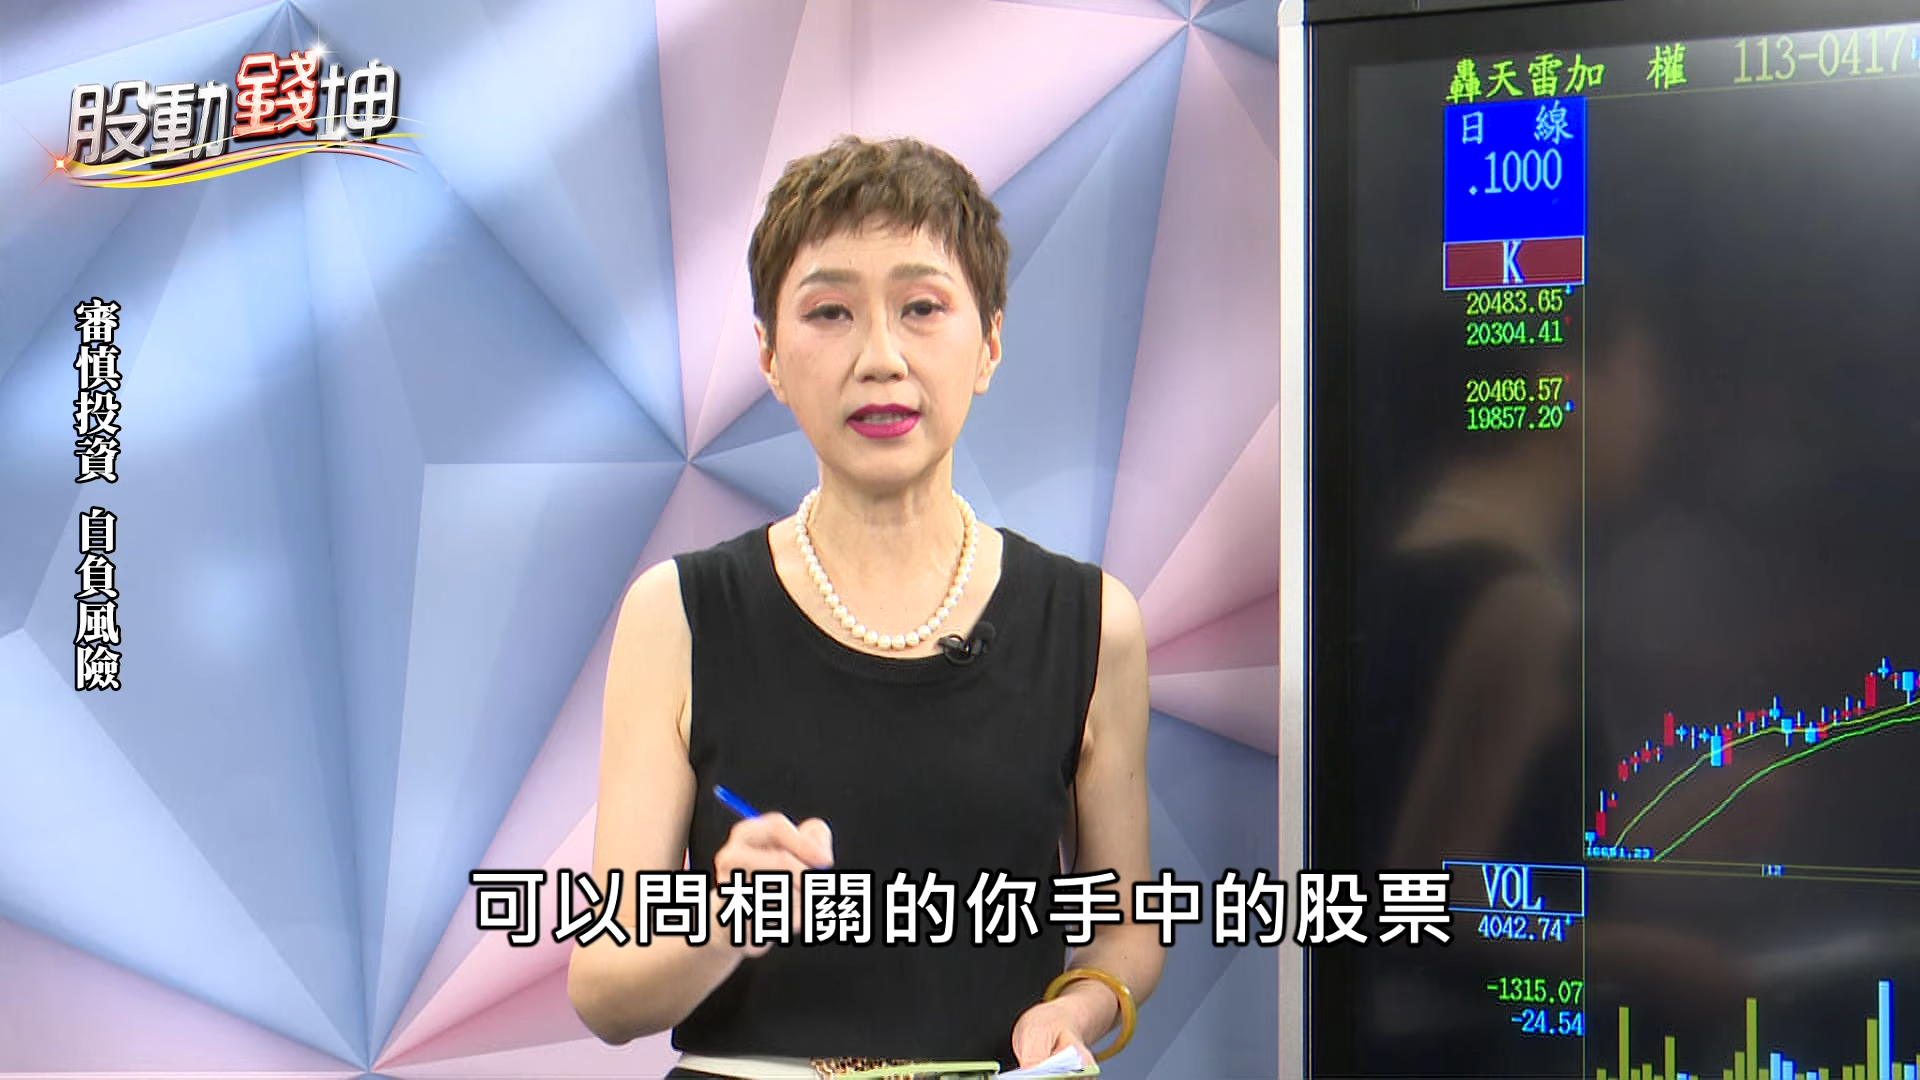 股動錢坤
審慎投資 自負風險
轟天雷加 權 113-0417
日 線
.1000
K
20483.65
20304.41
20466.57
19857.20
VOL
4042.74
-1315.07
-24.54
12
可以問相關的你手中的股票